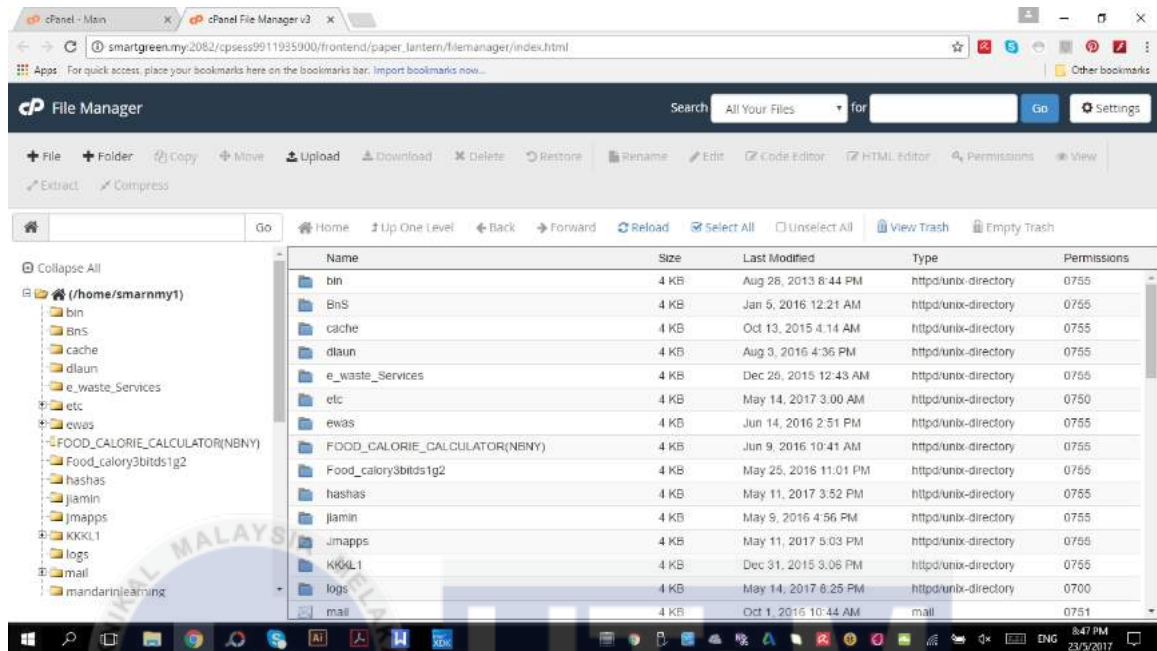 cPanel - Main
cPanel File Manager v3
smartgreen.my:2082/cpsess9911935900/frontend/paper_lantern/filemanager/index.html
Apps For quick access, place your bookmarks here on the bookmarks bar. Import bookmarks now...
Other bookmarks
cP File Manager
Search All Your Files for Go Settings
File Folder Copy Move Upload Download Delete Restore Rename Edit Code Editor HTML Editor Permissions View
Extract Compress
Go Home Up One Level Back Forward Reload Select All Unselect All View Trash Empty Trash
Collapse All
(/home/smarnmy1)
bin
BnS
cache
dlaun
e_waste_Services
etc
ewas
FOOD_CALORIE_CALCULATOR(NBNY)
Food_calory3bitds1g2
hashas
jiamin
Jmapps
KKKL1
logs
mail
mandarinlearning
Name Size Last Modified Type Permissions
bin 4 KB Aug 28, 2013 8:44 PM httpd/unix-directory 0755
BnS 4 KB Jan 5, 2016 12:21 AM httpd/unix-directory 0755
cache 4 KB Oct 13, 2015 4:14 AM httpd/unix-directory 0755
dlaun 4 KB Aug 3, 2016 4:36 PM httpd/unix-directory 0755
e_waste_Services 4 KB Dec 25, 2015 12:43 AM httpd/unix-directory 0755
etc 4 KB May 14, 2017 3:00 AM httpd/unix-directory 0750
ewas 4 KB Jun 14, 2016 2:51 PM httpd/unix-directory 0755
FOOD_CALORIE_CALCULATOR(NBNY) 4 KB Jun 9, 2016 10:41 AM httpd/unix-directory 0755
Food_calory3bitds1g2 4 KB May 25, 2016 11:01 PM httpd/unix-directory 0755
hashas 4 KB May 11, 2017 3:52 PM httpd/unix-directory 0755
jiamin 4 KB May 9, 2016 4:56 PM httpd/unix-directory 0755
Jmapps 4 KB May 11, 2017 5:03 PM httpd/unix-directory 0755
KKKL1 4 KB Dec 31, 2015 3:06 PM httpd/unix-directory 0755
logs 4 KB May 14, 2017 6:25 PM httpd/unix-directory 0700
mail 4 KB Oct 1, 2016 10:44 AM mail 0751
Ai
XDK
ENG
8:47 PM
23/5/2017